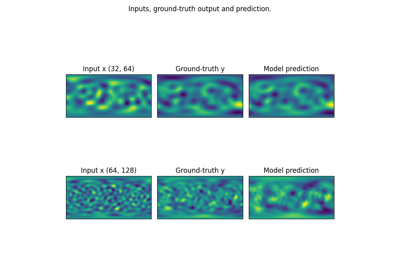 Inputs, ground-truth output and prediction.
Input x (32, 64) Ground-truth y Model prediction
Input x (64, 128) Ground-truth y Model prediction